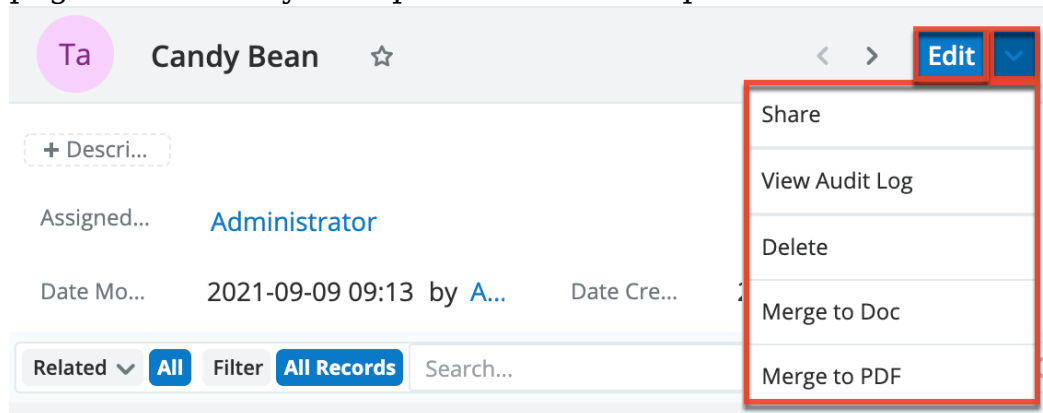 Ta Candy Bean Edit
Share
+ Descri...
View Audit Log
Assigned... Administrator
Delete
Date Mo... 2021-09-09 09:13 by A... Date Cre...
Merge to Doc
Related All Filter All Records Search...
Merge to PDF